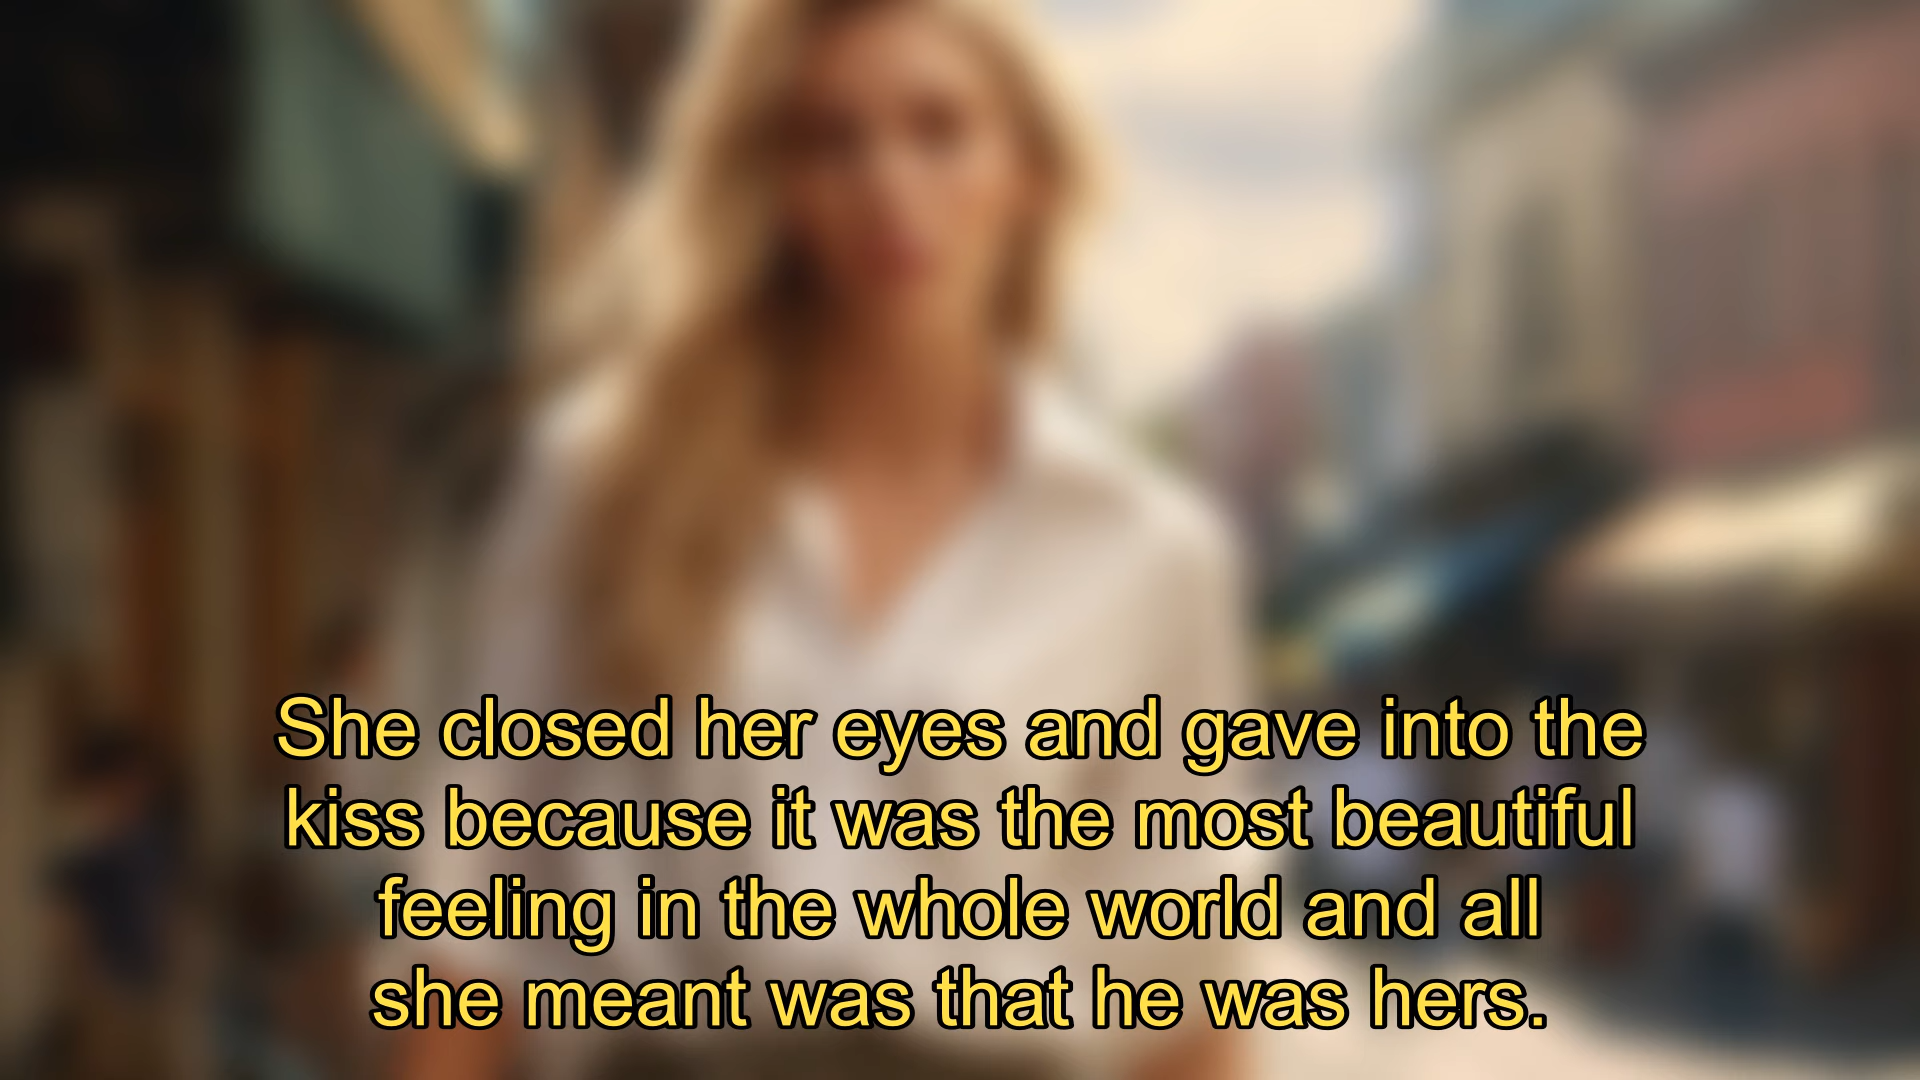 She closed her eyes and gave into the
kiss because it was the most beautiful
feeling in the whole world and all
she meant was that he was hers.